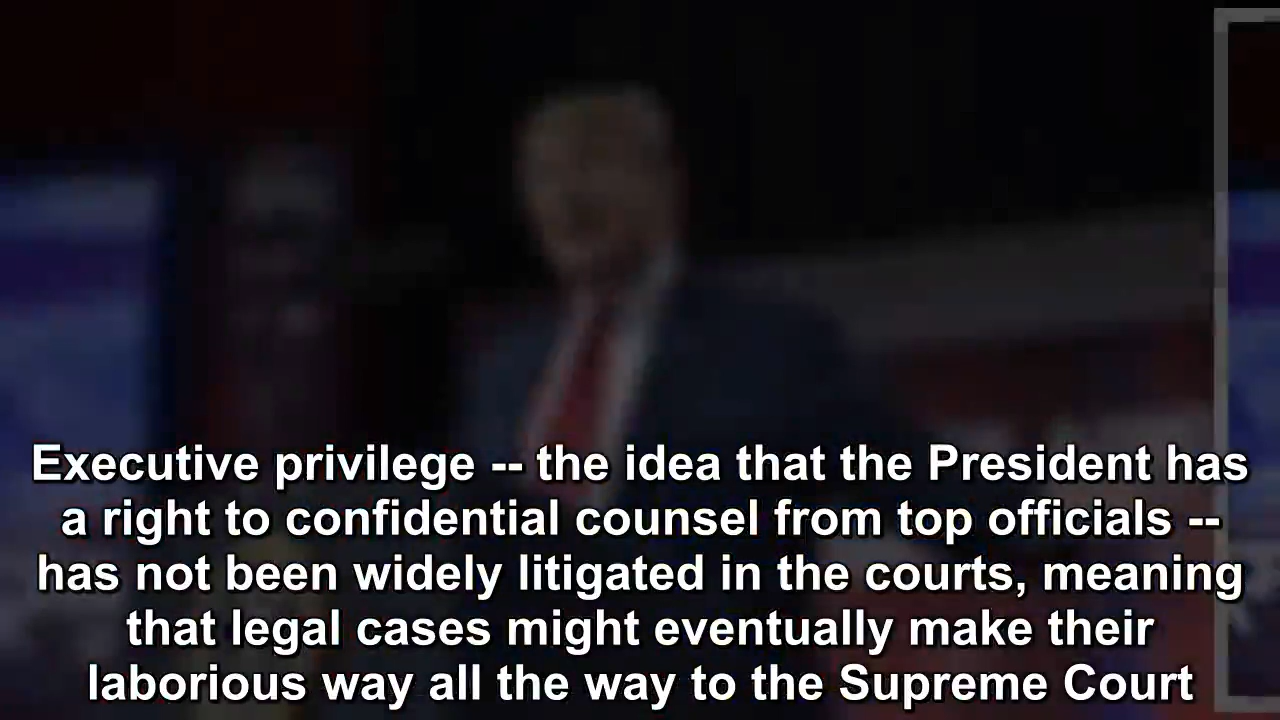 Executive privilege -- the idea that the President has
a right to confidential counsel from top officials --
has not been widely litigated in the courts, meaning
that legal cases might eventually make their
laborious way all the way to the Supreme Court